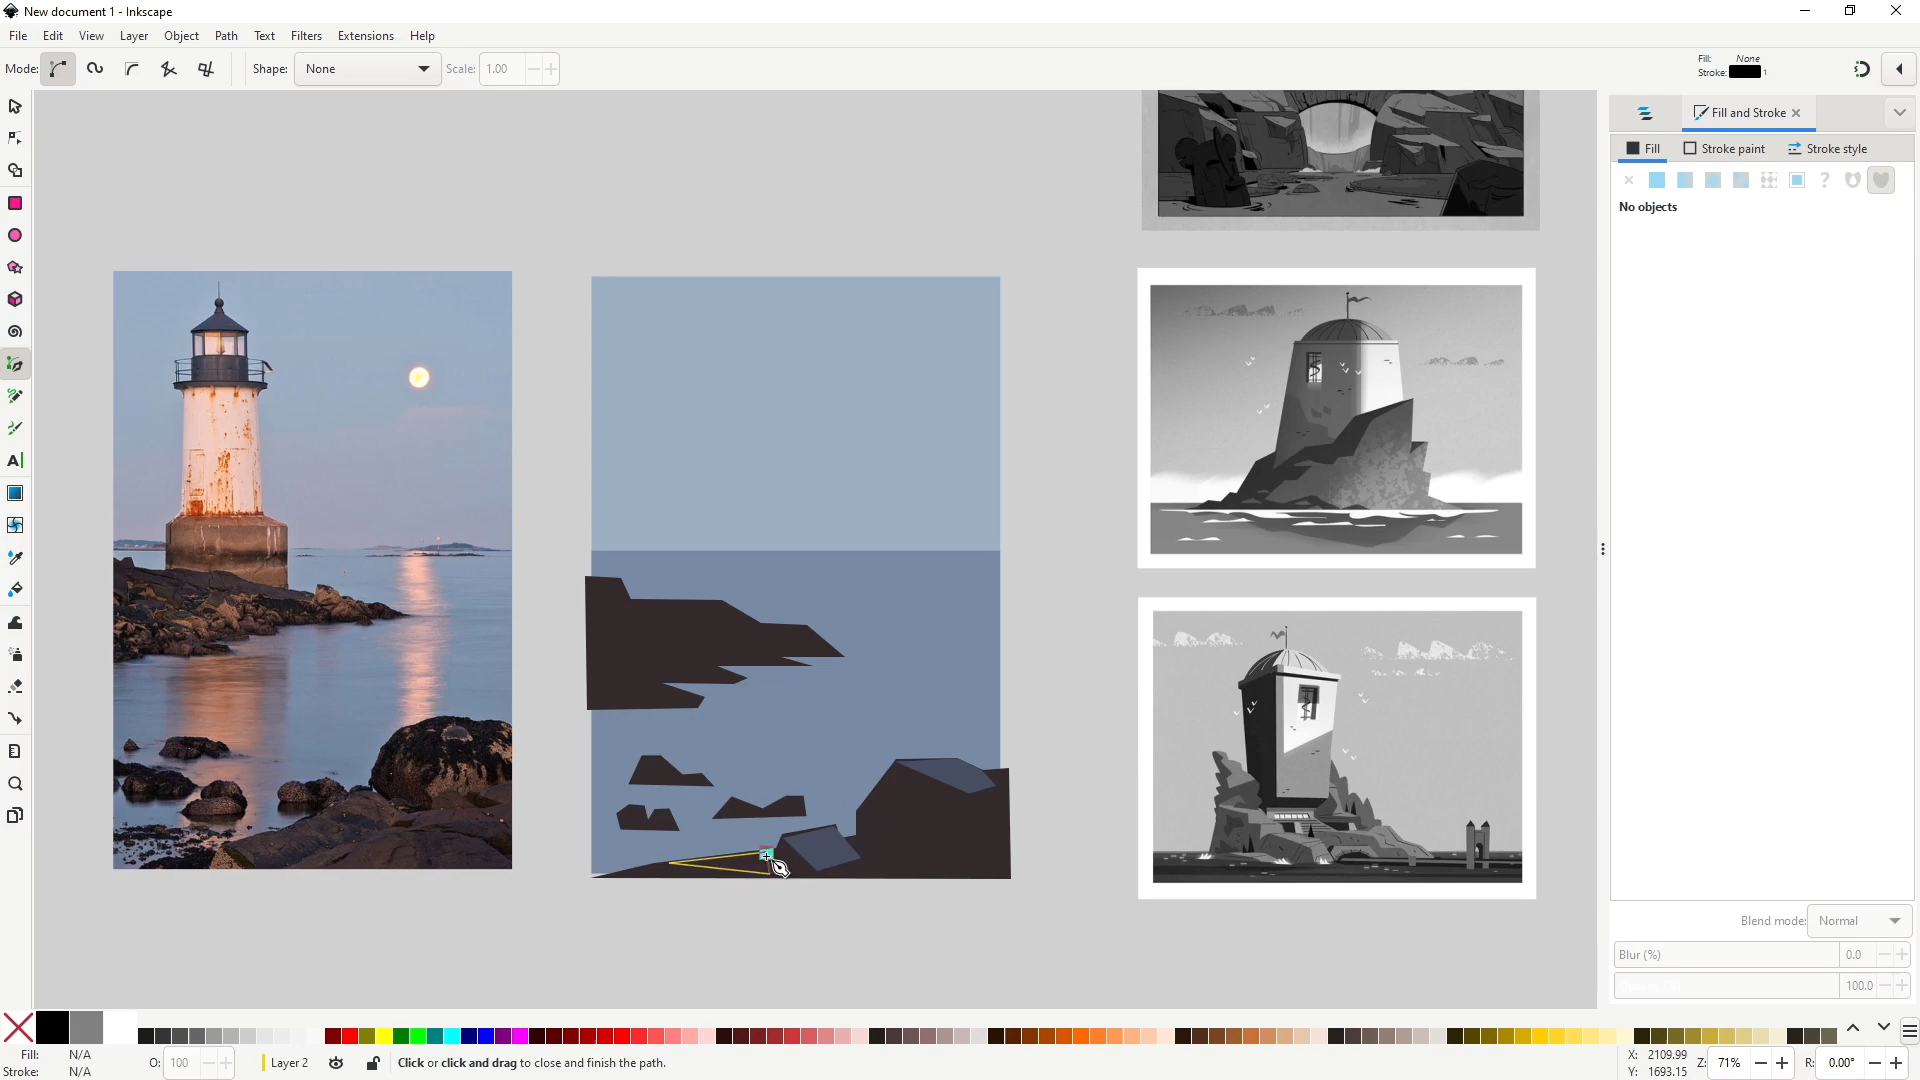 New document 1 - Inkscape
File Edit View Layer Object Path Text Filters Extensions Help
Mode: Shape: None Scale: 1.00
Fill: None
Stroke: 1
Fill and Stroke
Fill Stroke paint Stroke style
?
No objects
A
Blend mode: Normal
Blur (%) 0.0
100.0
Fill: N/A
Stroke: N/A
O: 100
Layer 2
Click or click and drag to close and finish the path.
X: 2109.99
Y: 1693.15
Z: 71%
R: 0.00°